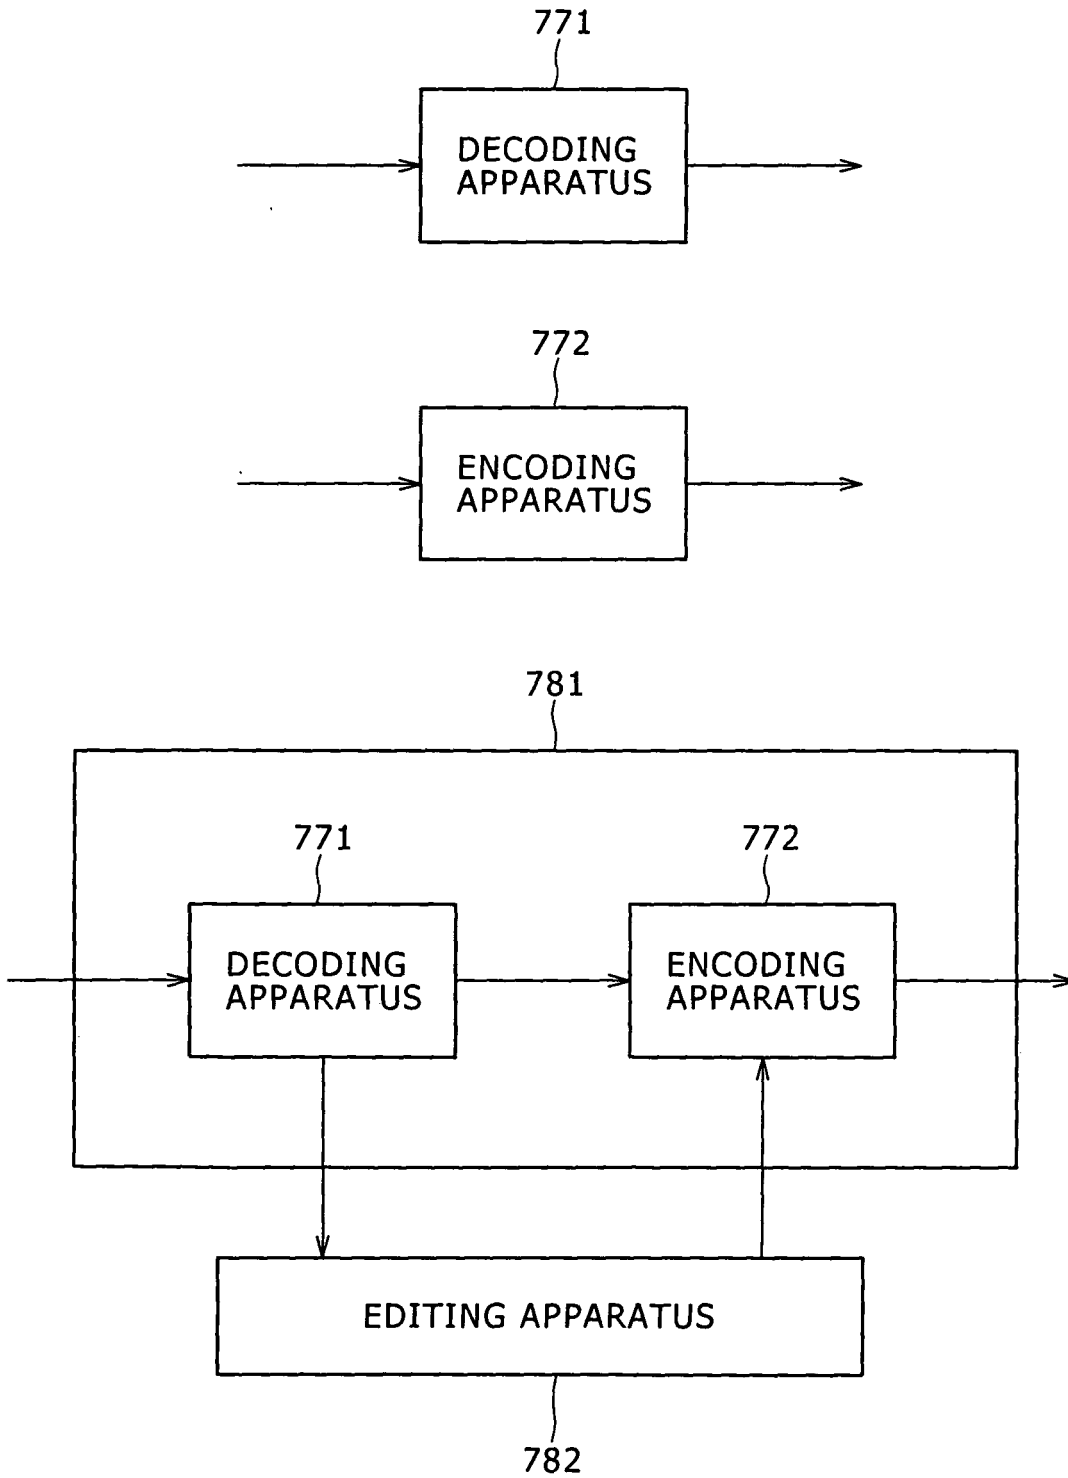 771
DECODING
APPARATUS
772
ENCODING
APPARATUS
781
771
DECODING
APPARATUS
772
ENCODING
APPARATUS
EDITING APPARATUS
782